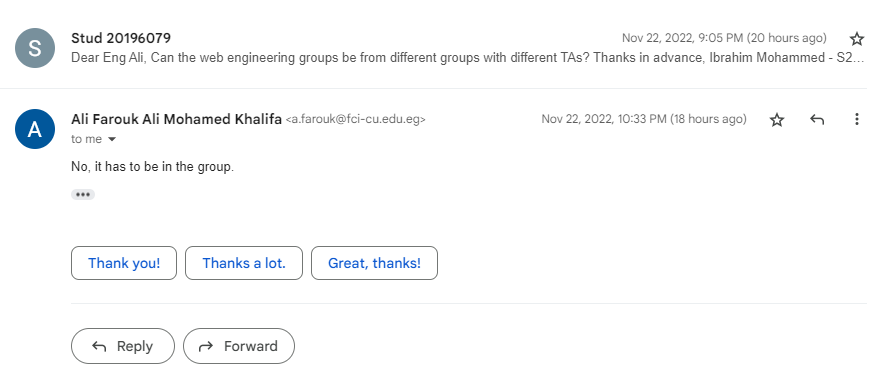 S
Stud 20196079
Nov 22, 2022, 9:05 PM (20 hours ago)
Dear Eng Ali, Can the web engineering groups be from different groups with different TAs? Thanks in advance, Ibrahim Mohammed - S2...
A
Ali Farouk Ali Mohamed Khalifa <a.farouk@fci-cu.edu.eg>
Nov 22, 2022, 10:33 PM (18 hours ago)
to me
No, it has to be in the group.
Thank you!
Thanks a lot.
Great, thanks!
Reply
Forward